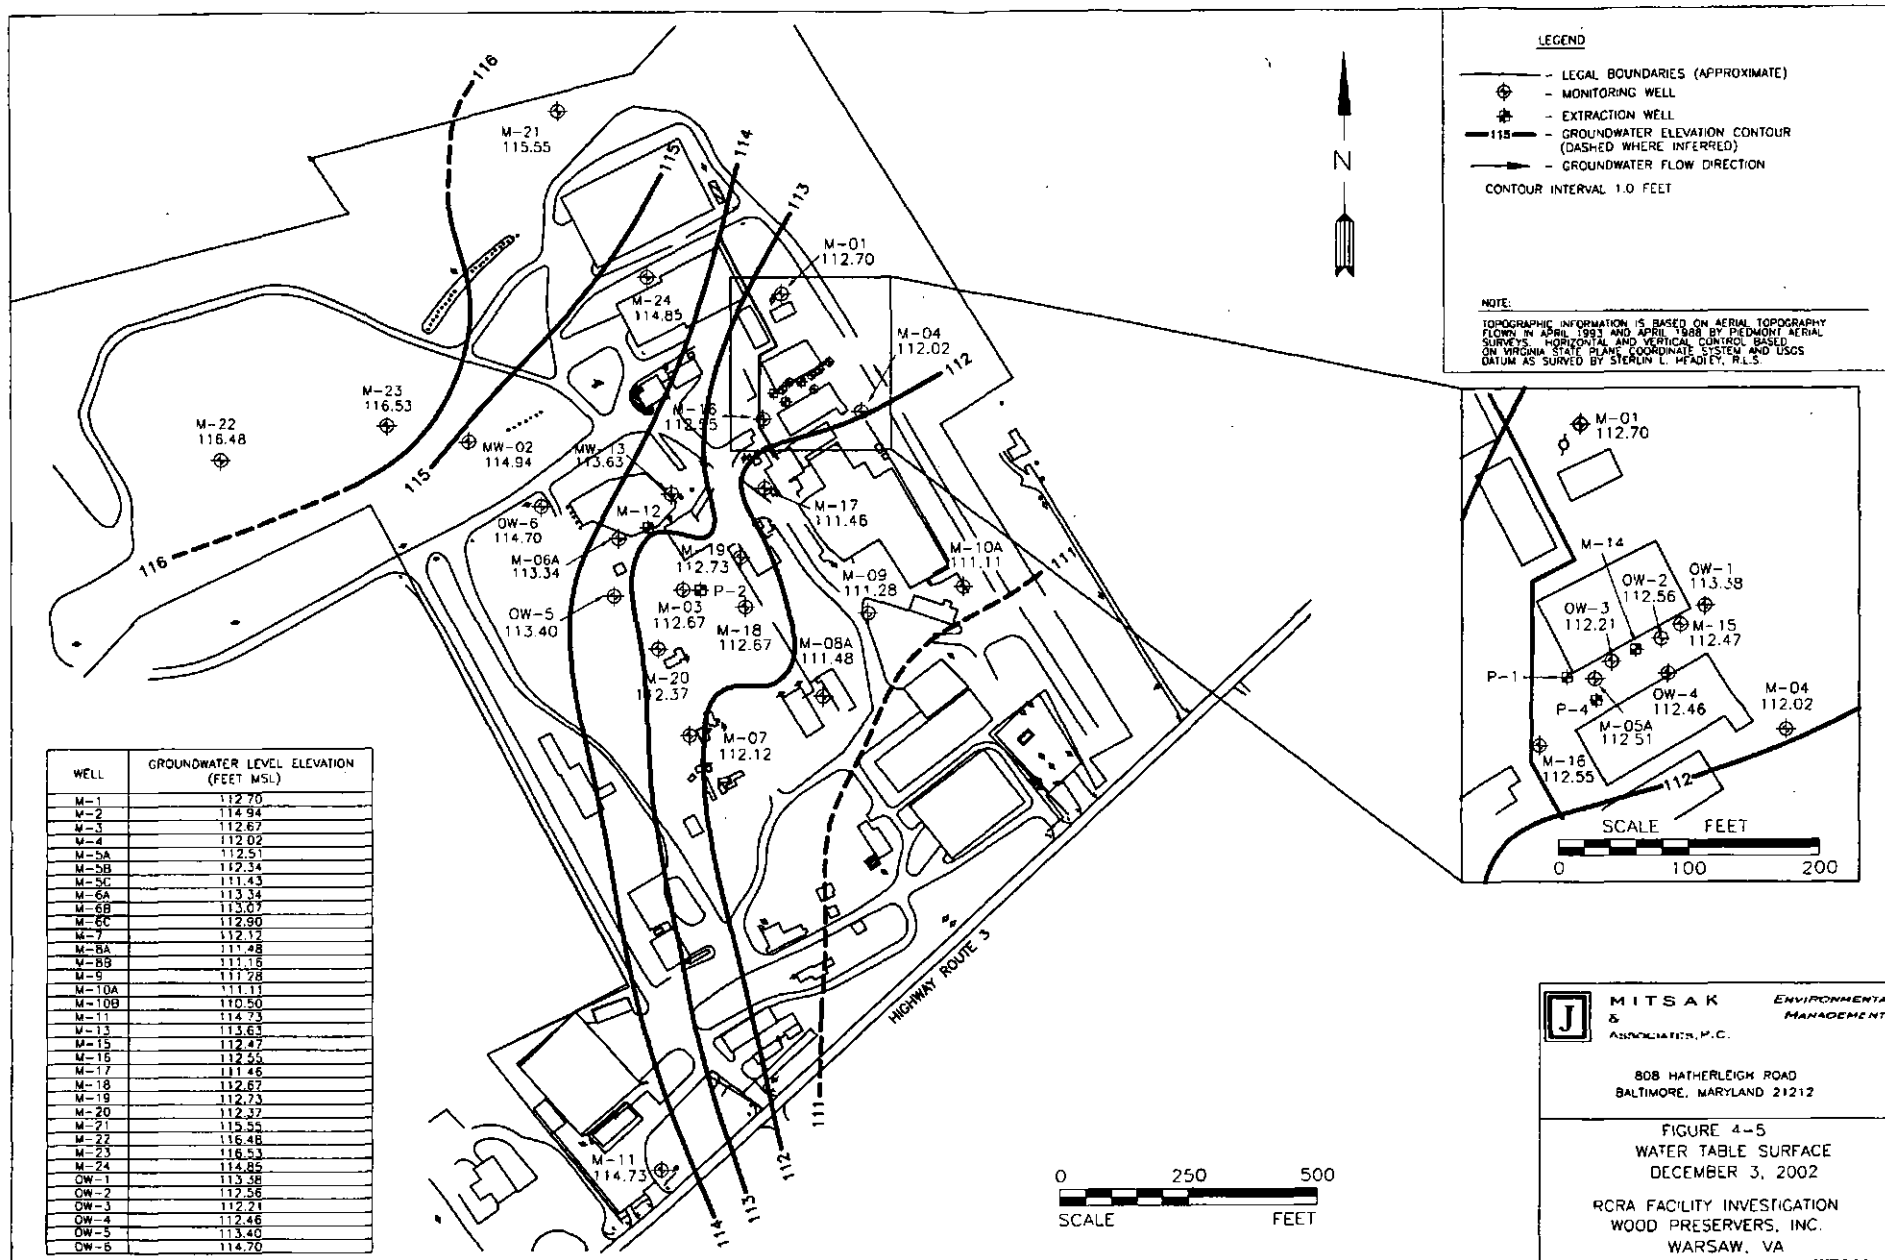 LEGEND
- LEGAL BOUNDARIES (APPROXIMATE)
- MONITORING WELL
- EXTRACTION WELL
115 - GROUNDWATER ELEVATION CONTOUR
(DASHED WHERE INFERRED)
- GROUNDWATER FLOW DIRECTION
CONTOUR INTERVAL 1.0 FEET
N
NOTE:
TOPOGRAPHIC INFORMATION IS BASED ON AERIAL TOPOGRAPHY
FLOWN IN APRIL 1993 AND APRIL 1988 BY PIEDMONT AERIAL
SURVEYS. HORIZONTAL AND VERTICAL CONTROL BASED
ON VIRGINIA STATE PLANE COORDINATE SYSTEM AND USGS
DATUM AS SURVEYED BY STERLIN L. HEADLEY, R.L.S.
116
M-21
115.55
115
114
113
M-01
112.70
M-24
114.85
M-04
112.02
112
M-23
116.53
M-22
116.48
MW-02
114.94
115
M-16
112.55
MW-13
113.63
M-17
111.46
M-12
OW-6
114.70
M-06A
113.34
116
M-19
112.73
M-10A
111.11
111
M-09
111.28
P-2
OW-5
113.40
M-03
112.67
M-18
112.67
M-08A
111.48
M-20
112.37
M-07
112.12
HIGHWAY ROUTE 3
M-11
114.73
111
112
113
114
M-01
112.70
M-14
OW-1
113.38
OW-2
112.56
OW-3
112.21
M-15
112.47
P-1
P-4
OW-4
112.46
M-04
112.02
M-05A
112.51
M-16
112.55
112
SCALE FEET
0 100 200
WELL GROUNDWATER LEVEL ELEVATION
(FEET MSL)
M-1 112.70
M-2 114.94
M-3 112.67
M-4 112.02
M-5A 112.51
M-5B 112.34
M-5C 111.43
M-6A 113.34
M-6B 113.07
M-6C 112.90
M-7 112.12
M-8A 111.48
M-8B 111.16
M-9 111.28
M-10A 111.11
M-10B 110.50
M-11 114.73
M-13 113.63
M-15 112.47
M-16 112.55
M-17 111.46
M-18 112.67
M-19 112.73
M-20 112.37
M-21 115.55
M-22 116.48
M-23 116.53
M-24 114.85
OW-1 113.38
OW-2 112.56
OW-3 112.21
OW-4 112.46
OW-5 113.40
OW-6 114.70
0 250 500
SCALE FEET
J
MITSAK
&
ASSOCIATES, P.C.
ENVIRONMENTA
MANAGEMENT
808 HATHERLEIGH ROAD
BALTIMORE, MARYLAND 21212
FIGURE 4-5
WATER TABLE SURFACE
DECEMBER 3, 2002
RCRA FACILITY INVESTIGATION
WOOD PRESERVERS, INC.
WARSAW, VA